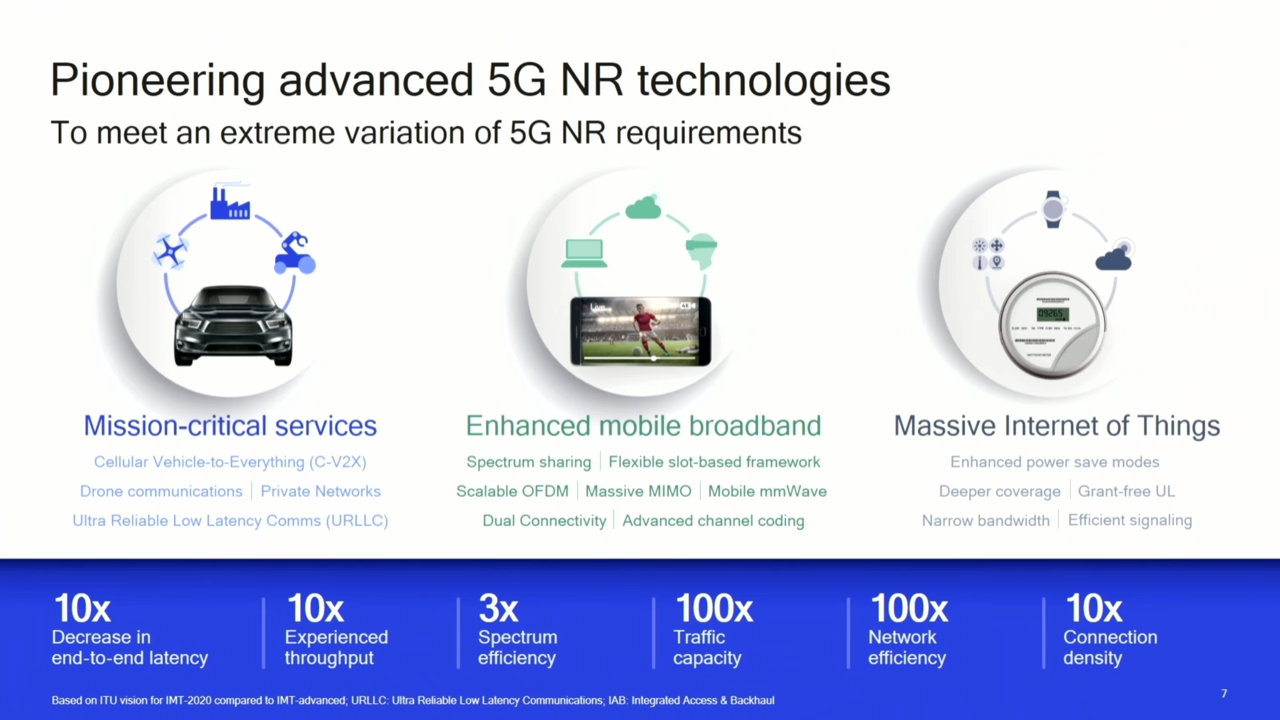 Pioneering advanced 5G NR technologies
To meet an extreme variation of 5G NR requirements
Live
4K
09265
Mission-critical services
Cellular Vehicle-to-Everything (C-V2X)
Drone communications | Private Networks
Ultra Reliable Low Latency Comms (URLLC)
Enhanced mobile broadband
Spectrum sharing | Flexible slot-based framework
Scalable OFDM | Massive MIMO | Mobile mmWave
Dual Connectivity | Advanced channel coding
Massive Internet of Things
Enhanced power save modes
Deeper coverage | Grant-free UL
Narrow bandwidth | Efficient signaling
10x
Decrease in
end-to-end latency
10x
Experienced
throughput
3x
Spectrum
efficiency
100x
Traffic
capacity
100x
Network
efficiency
10x
Connection
density
Based on ITU vision for IMT-2020 compared to IMT-advanced; URLLC: Ultra Reliable Low Latency Communications; IAB: Integrated Access & Backhaul
7